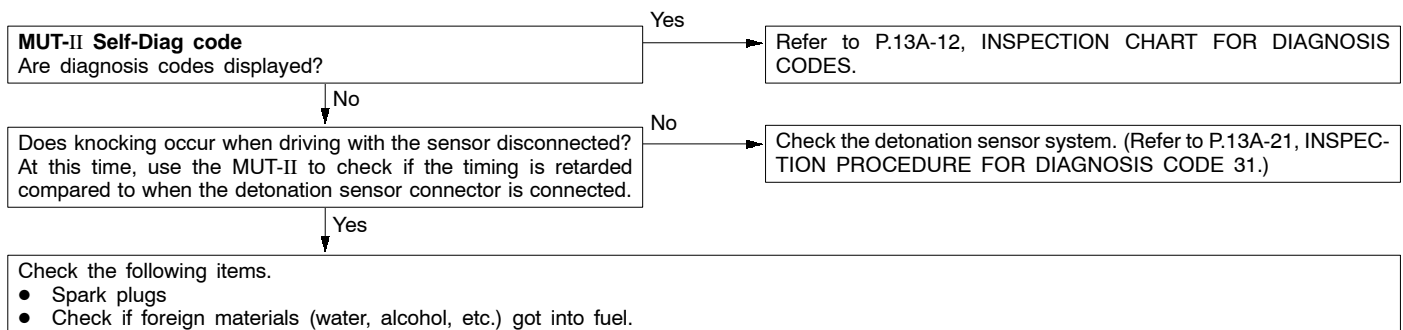 MUT-II Self-Diag code
Are diagnosis codes displayed?
Yes
Refer to P.13A-12, INSPECTION CHART FOR DIAGNOSIS
CODES.
No
Does knocking occur when driving with the sensor disconnected?
At this time, use the MUT-II to check if the timing is retarded
compared to when the detonation sensor connector is connected.
No
Check the detonation sensor system. (Refer to P.13A-21, INSPEC-
TION PROCEDURE FOR DIAGNOSIS CODE 31.)
Yes
Check the following items.
● Spark plugs
● Check if foreign materials (water, alcohol, etc.) got into fuel.